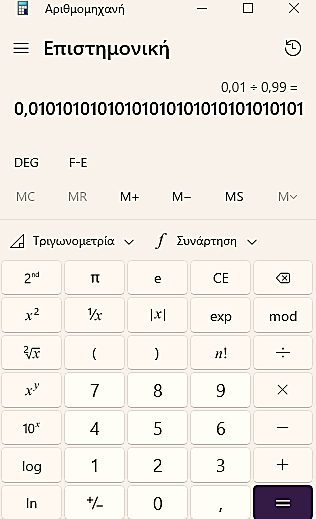 Αριθμομηχανή
Επιστημονική
0,01 ÷ 0,99 =
0,01010101010101010101010101010101
DEG F-E
MC MR M+ M− MS M˅
Τριγωνομετρία f Συνάρτηση
2ⁿᵈ π e CE
x² ¹/x |x| exp mod
²√x ( ) n! ÷
xʸ 7 8 9 ×
10ˣ 4 5 6 −
log 1 2 3 +
ln +/− 0 , =